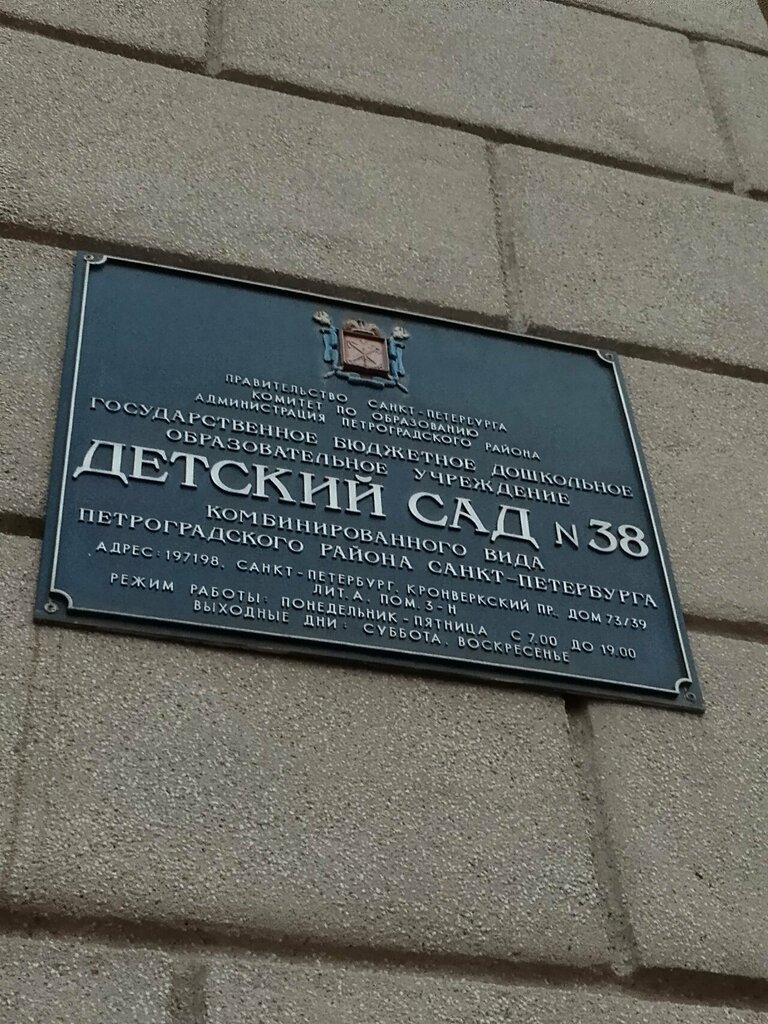 ПРАВИТЕЛЬСТВО САНКТ-ПЕТЕРБУРГА
КОМИТЕТ ПО ОБРАЗОВАНИЮ
АДМИНИСТРАЦИЯ ПЕТРОГРАДСКОГО РАЙОНА
ГОСУДАРСТВЕННОЕ БЮДЖЕТНОЕ ДОШКОЛЬНОЕ
ОБРАЗОВАТЕЛЬНОЕ УЧРЕЖДЕНИЕ
ДЕТСКИЙ САД N 38
КОМБИНИРОВАННОГО ВИДА
ПЕТРОГРАДСКОГО РАЙОНА САНКТ-ПЕТЕРБУРГА
АДРЕС: 197198, САНКТ-ПЕТЕРБУРГ, КРОНВЕРКСКИЙ ПР., ДОМ 73/39
ЛИТ.А, ПОМ. 3-Н
РЕЖИМ РАБОТЫ: ПОНЕДЕЛЬНИК-ПЯТНИЦА С 7.00 ДО 19.00
ВЫХОДНЫЕ ДНИ: СУББОТА, ВОСКРЕСЕНЬЕ